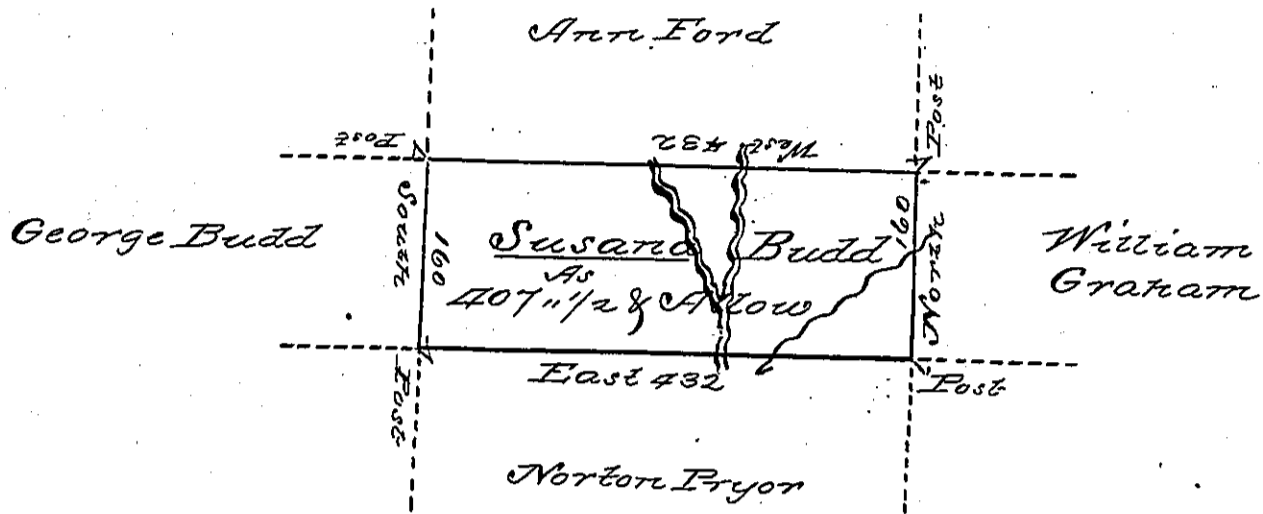 Ann Ford
Post
Post
West 432
South
160
160
North
George Budd
Susana Budd
William
Graham
As
407 " 1/2 & Allow
Post
East 432
Post
Norton Pryor